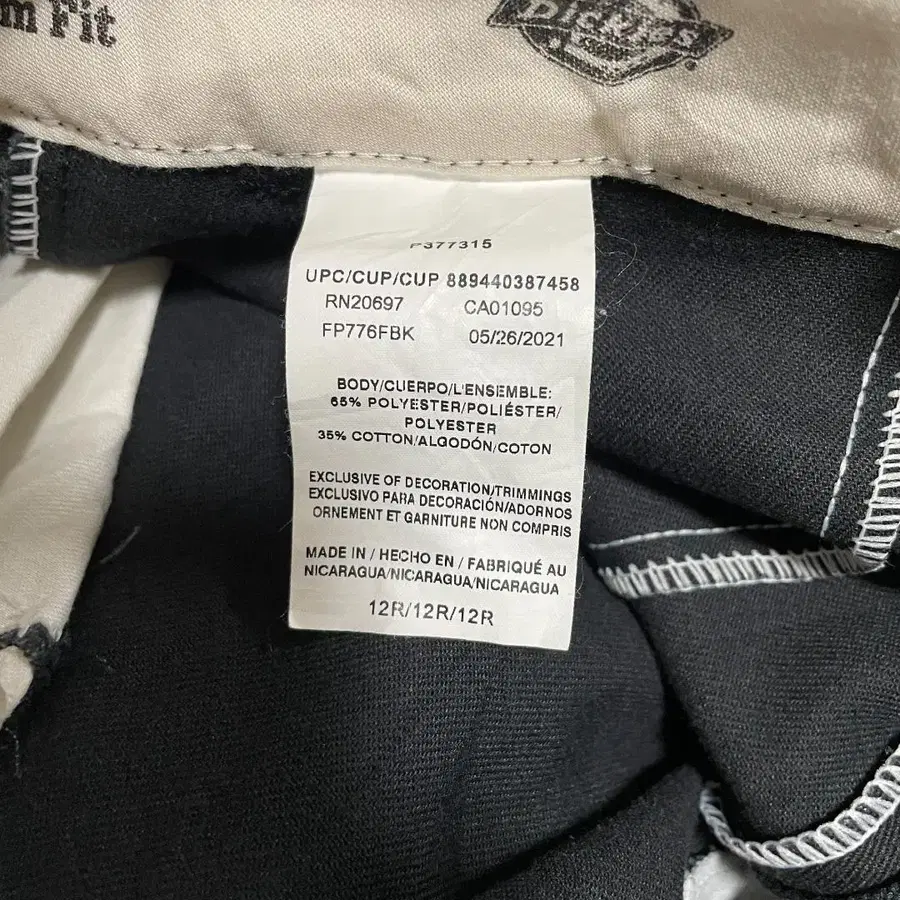 m Fit
Dickies
P377315
UPC/CUP/CUP 889440387458
RN20697 CA01095
FP776FBK 05/26/2021
BODY/CUERPO/L'ENSEMBLE:
65% POLYESTER/POLIÉSTER/
POLYESTER
35% COTTON/ALGODÓN/COTON
EXCLUSIVE OF DECORATION/TRIMMINGS
EXCLUSIVO PARA DECORACIÓN/ADORNOS
ORNEMENT ET GARNITURE NON COMPRIS
MADE IN / HECHO EN / FABRIQUÉ AU
NICARAGUA/NICARAGUA/NICARAGUA
12R/12R/12R